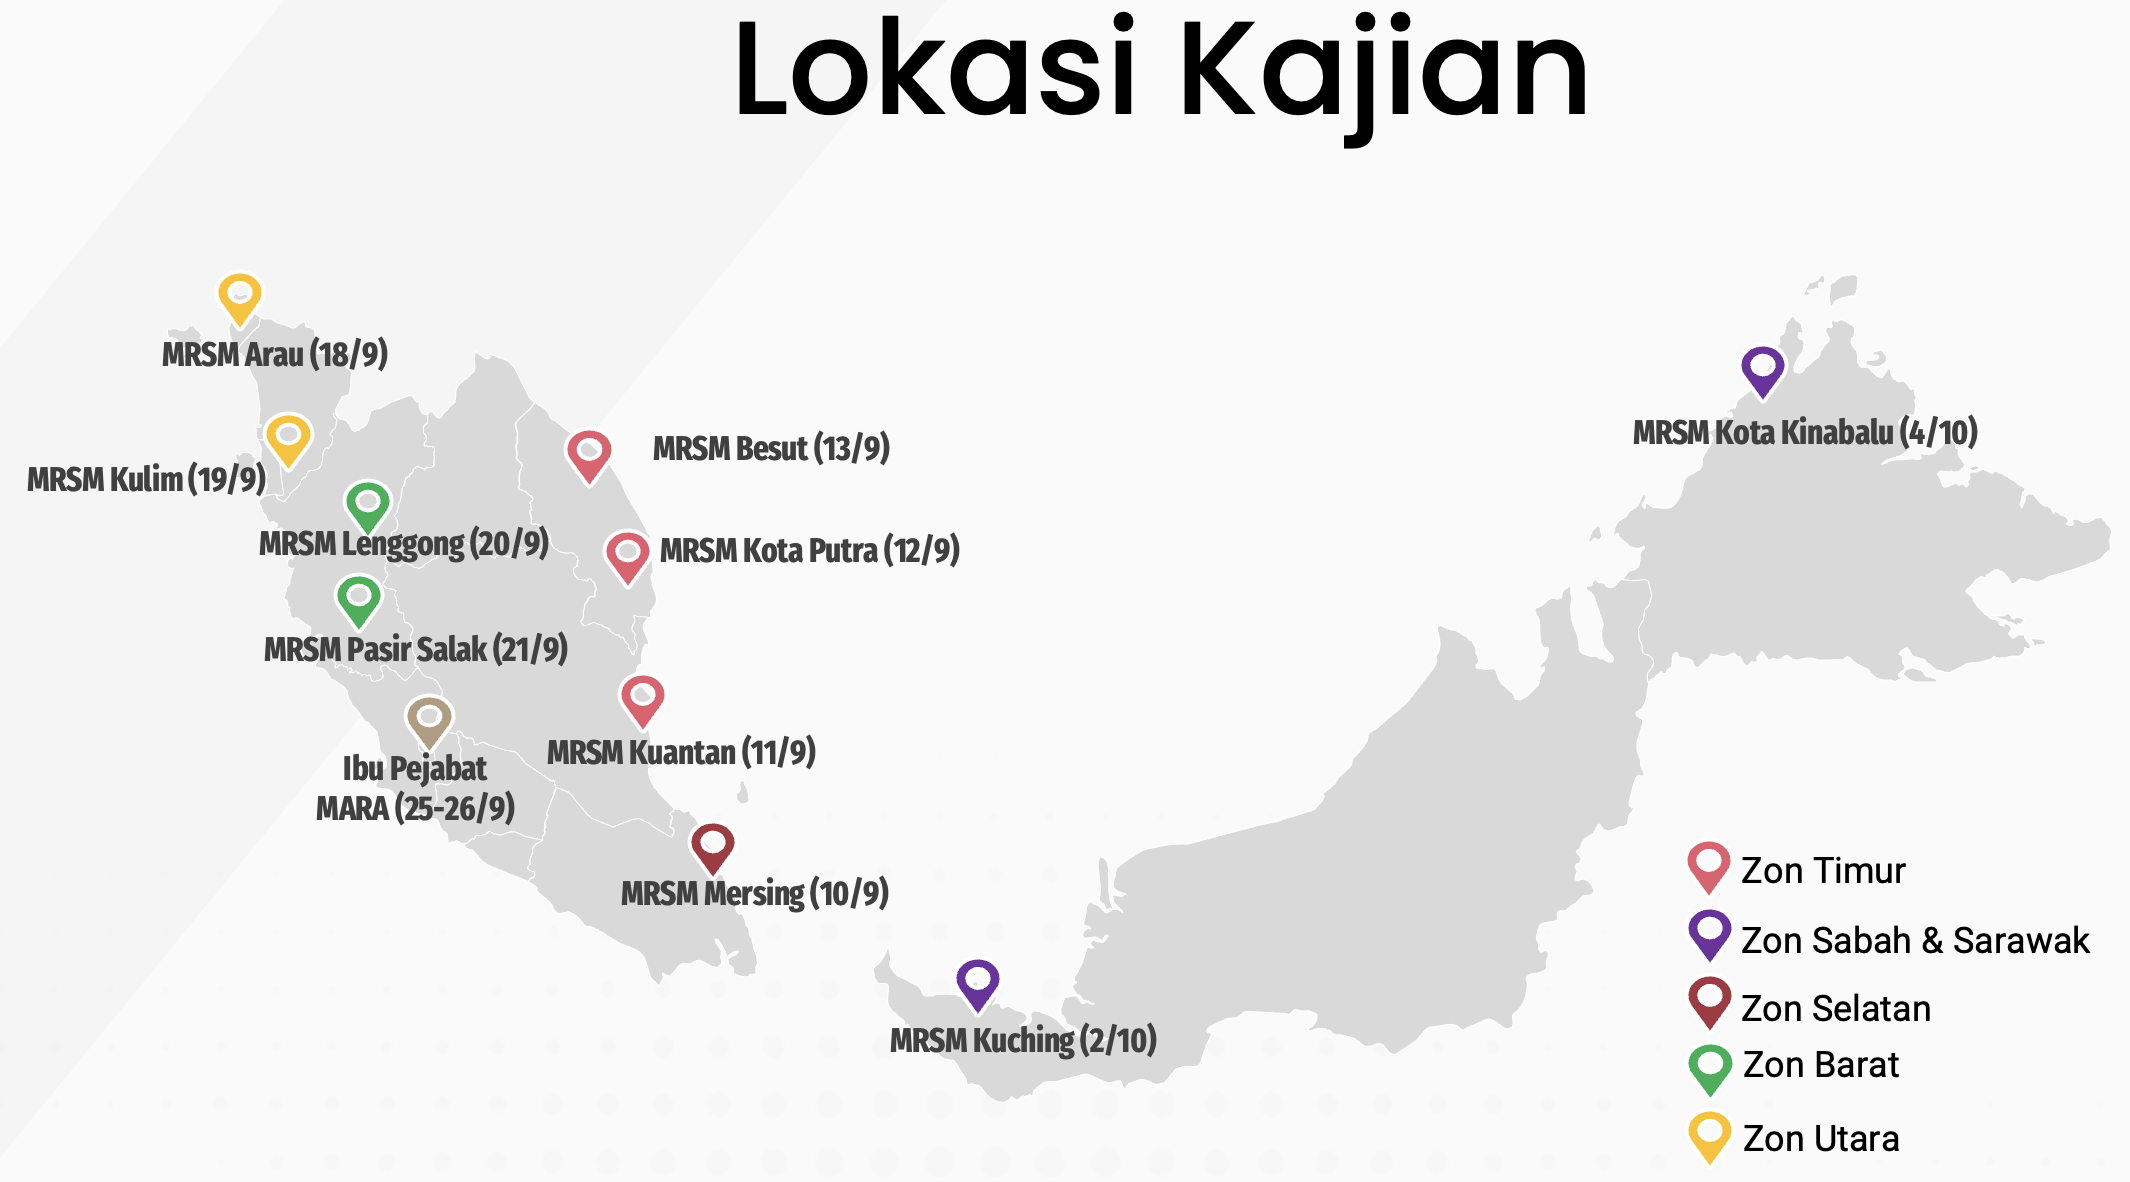 Lokasi Kajian
MRSM Arau (18/9)
MRSM Kulim (19/9)
MRSM Lenggong (20/9)
MRSM Pasir Salak (21/9)
Ibu Pejabat
MARA (25-26/9)
MRSM Besut (13/9)
MRSM Kota Putra (12/9)
MRSM Kuantan (11/9)
MRSM Mersing (10/9)
MRSM Kuching (2/10)
MRSM Kota Kinabalu (4/10)
Zon Timur
Zon Sabah & Sarawak
Zon Selatan
Zon Barat
Zon Utara